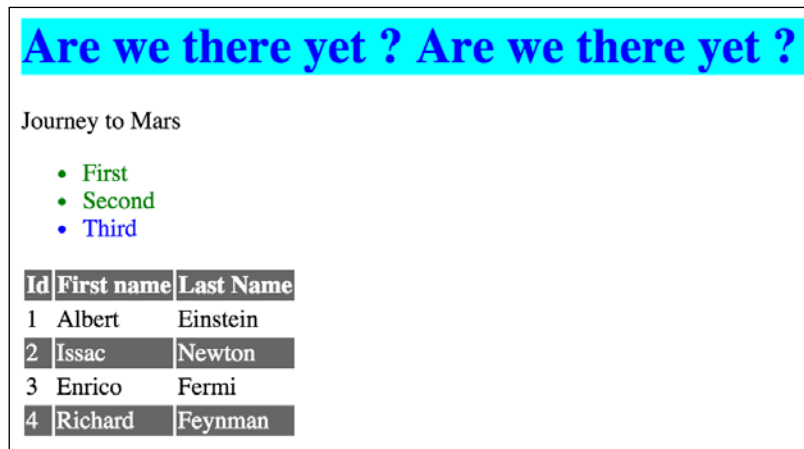 Are we there yet ? Are we there yet ?
Journey to Mars
• First
• Second
• Third
Id First name Last Name
1 Albert Einstein
2 Issac Newton
3 Enrico Fermi
4 Richard Feynman